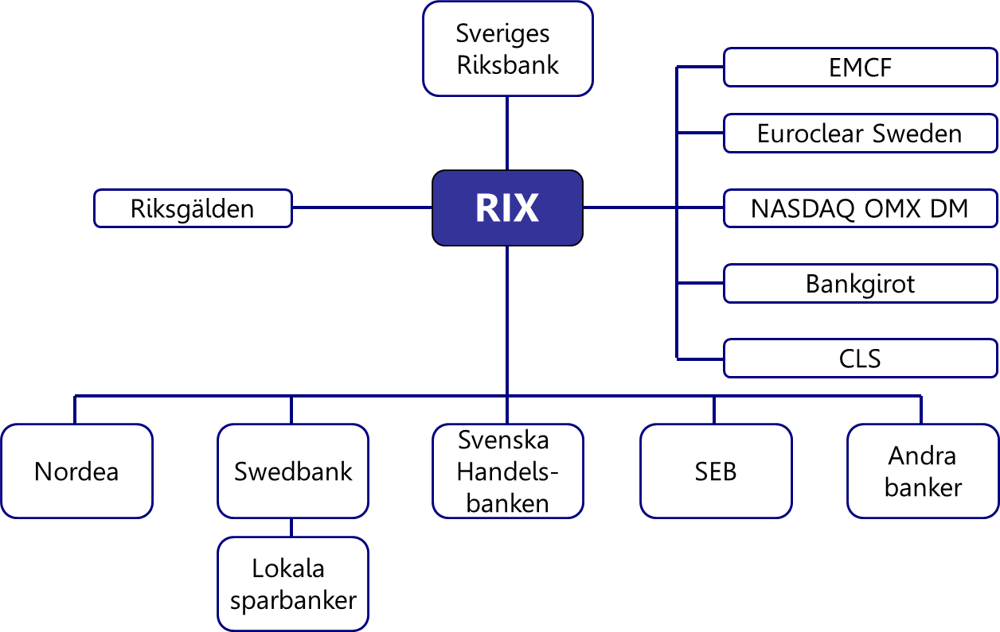 Sveriges
Riksbank
EMCF
Euroclear Sweden
Riksgälden
RIX
NASDAQ OMX DM
Bankgirot
CLS
Nordea
Swedbank
Svenska
Handels-
banken
SEB
Andra
banker
Lokala
sparbanker